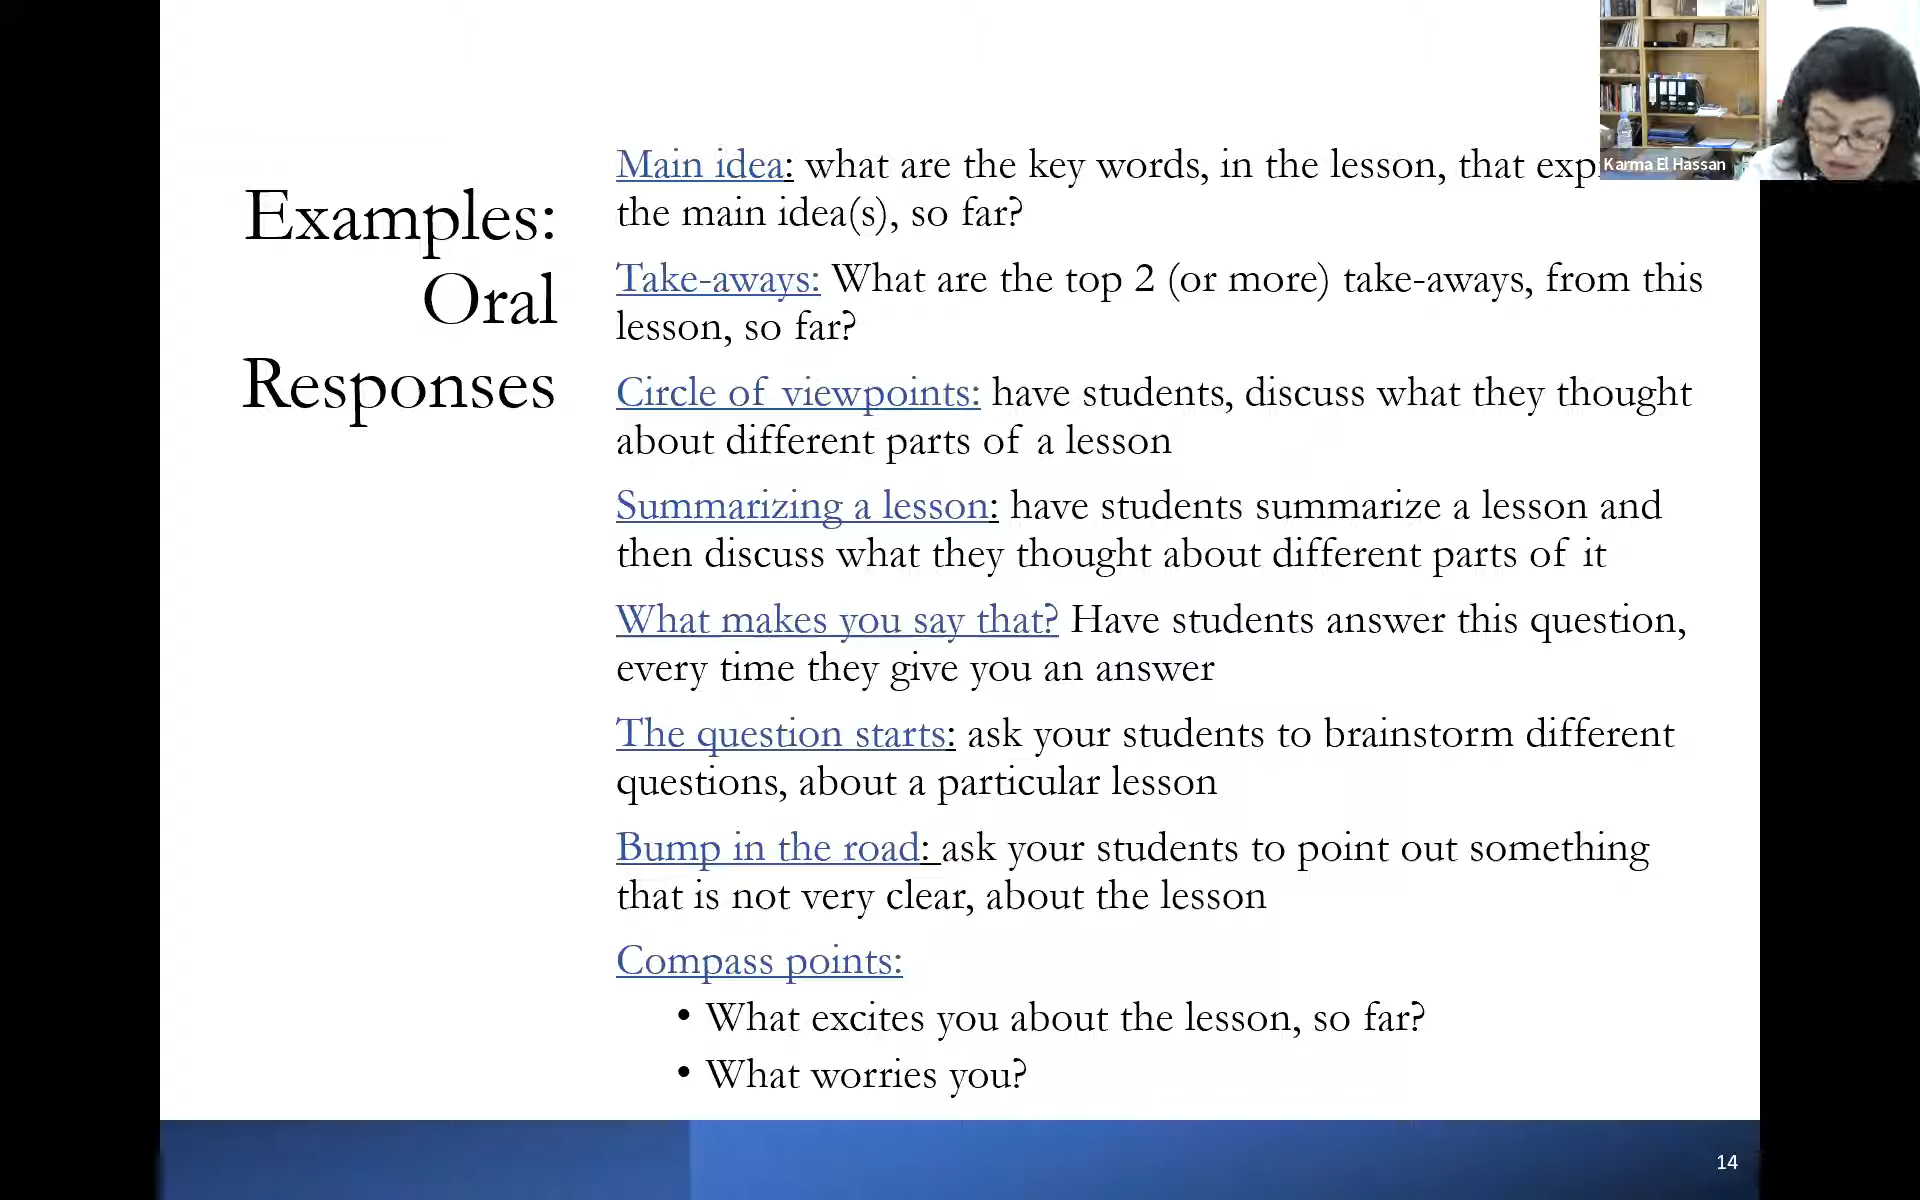 Examples:
Oral
Responses
Main idea: what are the key words, in the lesson, that exp
the main idea(s), so far?
Take-aways: What are the top 2 (or more) take-aways, from this
lesson, so far?
Circle of viewpoints: have students, discuss what they thought
about different parts of a lesson
Summarizing a lesson: have students summarize a lesson and
then discuss what they thought about different parts of it
What makes you say that? Have students answer this question,
every time they give you an answer
The question starts: ask your students to brainstorm different
questions, about a particular lesson
Bump in the road: ask your students to point out something
that is not very clear, about the lesson
Compass points:
• What excites you about the lesson, so far?
• What worries you?
Karma El Hassan
14